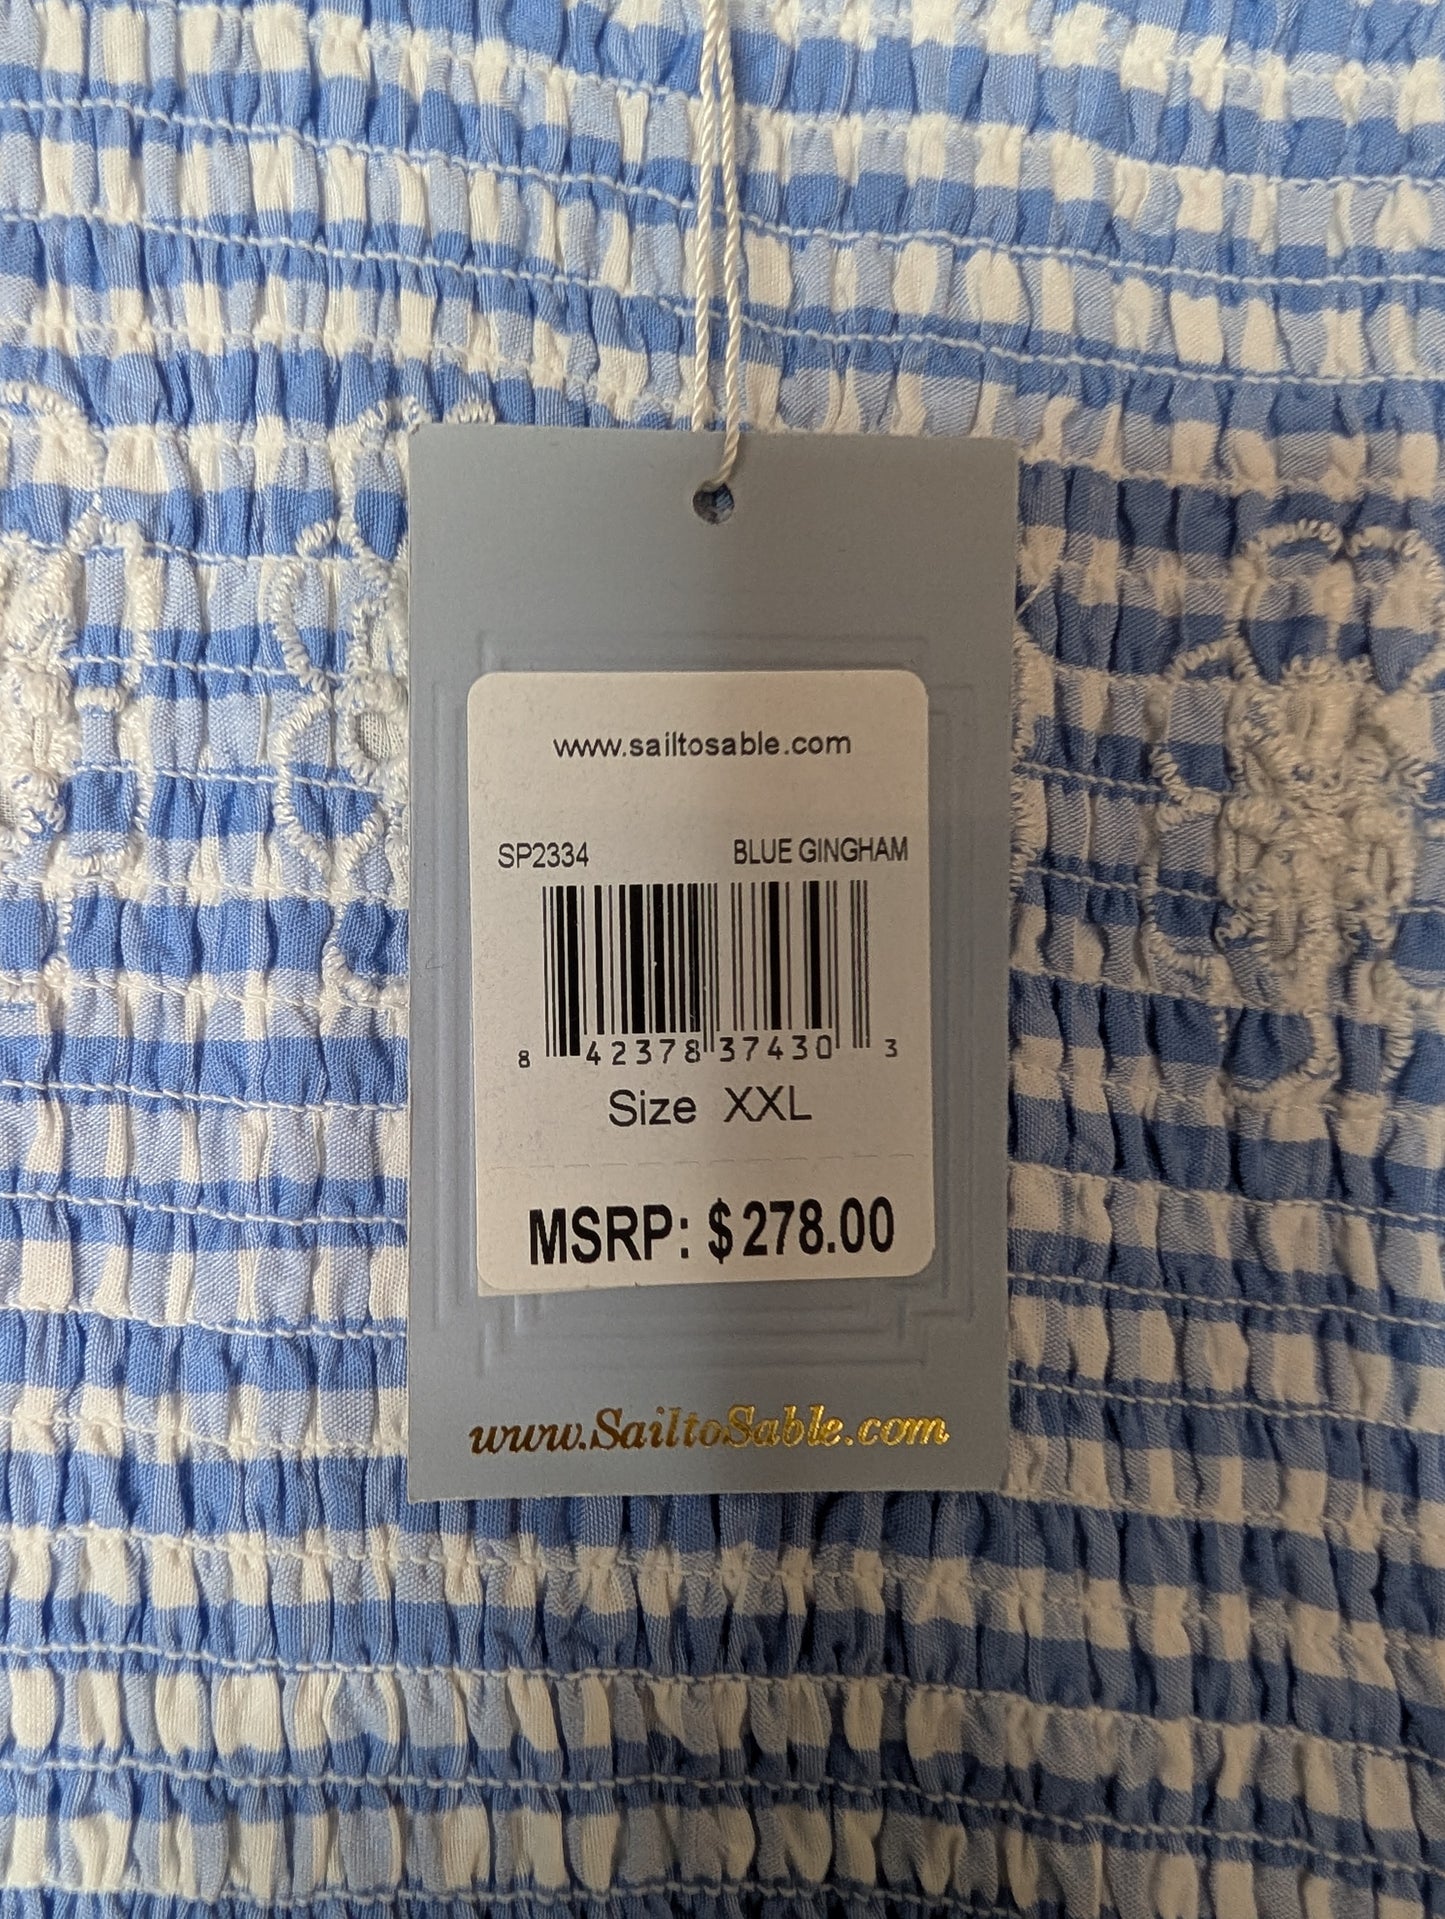 www.sailtosable.com
SP2334 BLUE GINGHAM
8 42378 37430 3
Size XXL
MSRP: $278.00
www.SailtoSable.com